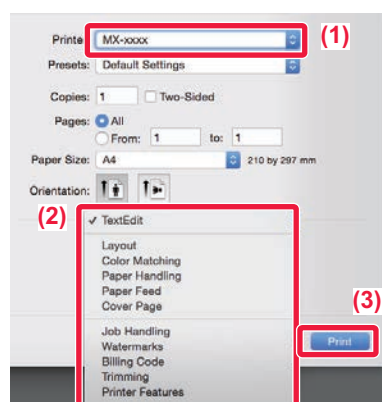 Printe MX-xxxx (1)
Presets: Default Settings
Copies: 1 Two-Sided
Pages: All
From: 1 to: 1
Paper Size: A4 210 by 297 mm
Orientation:
(2)
✓ TextEdit
Layout
Color Matching
Paper Handling
Paper Feed
Cover Page
(3)
Job Handling
Print
Watermarks
Billing Code
Trimming
Printer Features